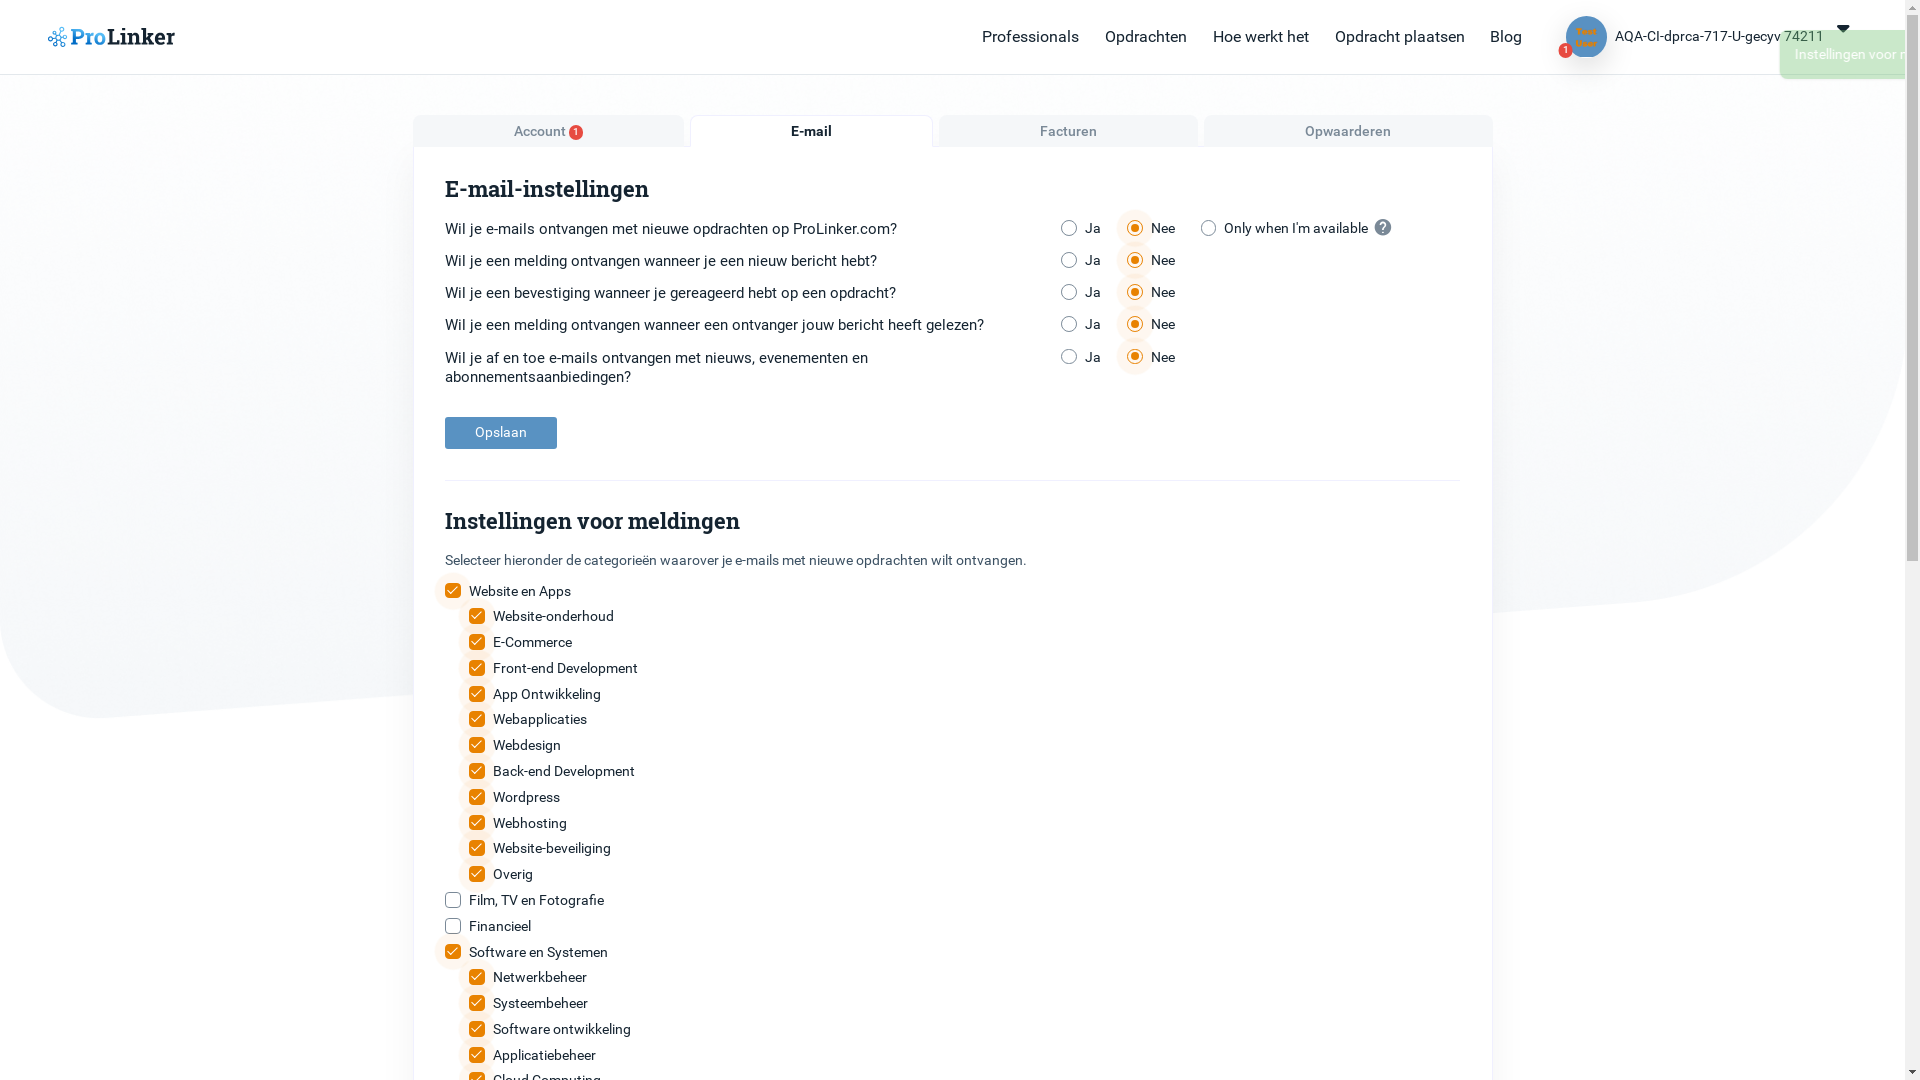 ProLinker
Professionals Opdrachten Hoe werkt het Opdracht plaatsen Blog
Test User
1
AQA-CI-dprca-717-U-gecyv 74211
Instellingen voor
Account 1 E-mail Facturen Opwaarderen
E-mail-instellingen
Wil je e-mails ontvangen met nieuwe opdrachten op ProLinker.com? Ja Nee Only when I'm available ?
Wil je een melding ontvangen wanneer je een nieuw bericht hebt? Ja Nee
Wil je een bevestiging wanneer je gereageerd hebt op een opdracht? Ja Nee
Wil je een melding ontvangen wanneer een ontvanger jouw bericht heeft gelezen? Ja Nee
Wil je af en toe e-mails ontvangen met nieuws, evenementen en Ja Nee
abonnementsaanbiedingen?
Opslaan
Instellingen voor meldingen
Selecteer hieronder de categorieën waarover je e-mails met nieuwe opdrachten wilt ontvangen.
Website en Apps
Website-onderhoud
E-Commerce
Front-end Development
App Ontwikkeling
Webapplicaties
Webdesign
Back-end Development
Wordpress
Webhosting
Website-beveiliging
Overig
Film, TV en Fotografie
Financieel
Software en Systemen
Netwerkbeheer
Systeembeheer
Software ontwikkeling
Applicatiebeheer
Cloud Computing